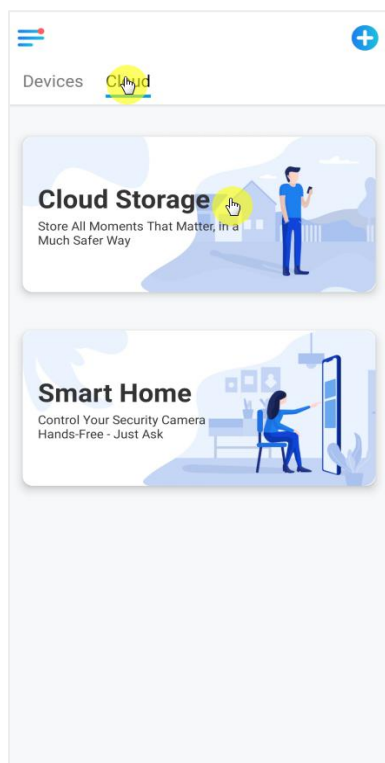 Devices Cloud
Cloud Storage
Store All Moments That Matter, in a
Much Safer Way
Smart Home
Control Your Security Camera
Hands-Free - Just Ask